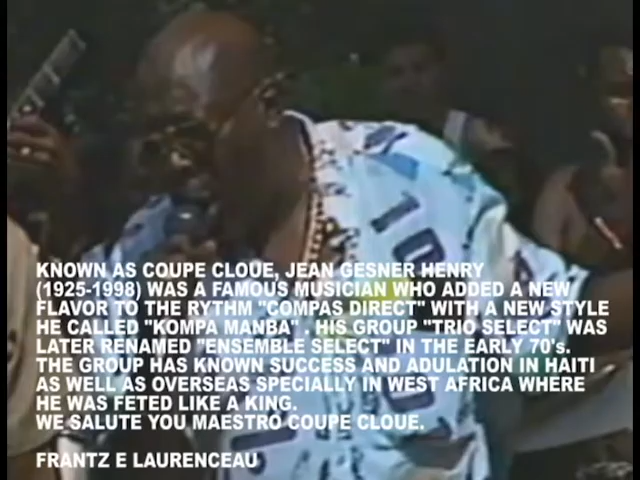 KNOWN AS COUPE CLOUE, JEAN GESNER HENRY
(1925-1998) WAS A FAMOUS MUSICIAN WHO ADDED A NEW
FLAVOR TO THE RYTHM "COMPAS DIRECT" WITH A NEW STYLE
HE CALLED "KOMPA MANBA" . HIS GROUP "TRIO SELECT" WAS
LATER RENAMED "ENSEMBLE SELECT" IN THE EARLY 70's.
THE GROUP HAS KNOWN SUCCESS AND ADULATION IN HAITI
AS WELL AS OVERSEAS SPECIALLY IN WEST AFRICA WHERE
HE WAS FETED LIKE A KING.
WE SALUTE YOU MAESTRO COUPE CLOUE.
FRANTZ E LAURENCEAU